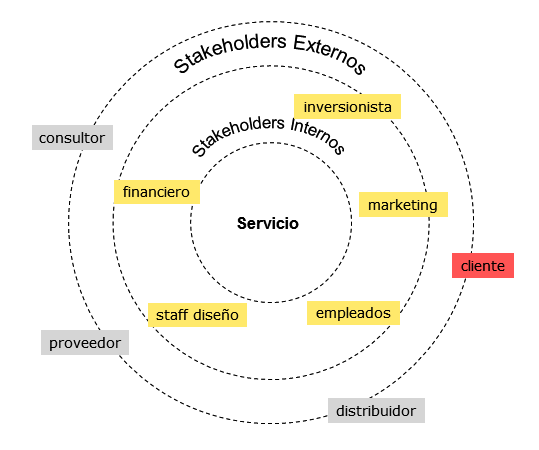 Stakeholders Externos
inversionista
Stakeholders Internos
consultor
financiero
marketing
Servicio
cliente
staff diseño
empleados
proveedor
distribuidor